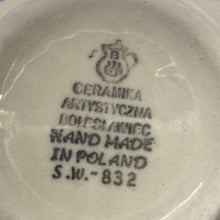 CERAMIKA
ARTYSTYCZNA
BOLESŁAWIEC
HAND MADE
IN POLAND
S.W.-832